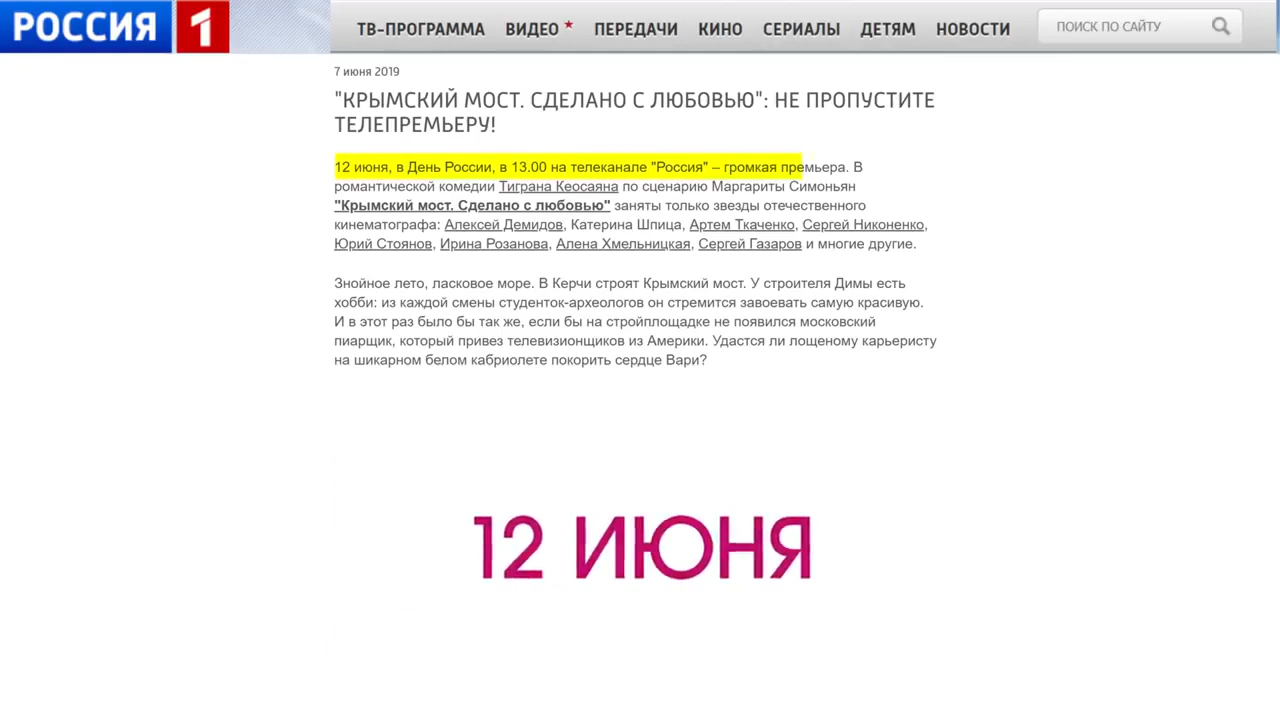 РОССИЯ 1
ТВ-ПРОГРАММА ВИДЕО ПЕРЕДАЧИ КИНО СЕРИАЛЫ ДЕТЯМ НОВОСТИ ПОИСК ПО САЙТУ
7 июня 2019
"КРЫМСКИЙ МОСТ. СДЕЛАНО С ЛЮБОВЬЮ": НЕ ПРОПУСТИТЕ
ТЕЛЕПРЕМЬЕРУ!
12 июня, в День России, в 13.00 на телеканале "Россия" – громкая премьера. В
романтической комедии Тиграна Кеосаяна по сценарию Маргариты Симоньян
"Крымский мост. Сделано с любовью" заняты только звезды отечественного
кинематографа: Алексей Демидов, Катерина Шпица, Артем Ткаченко, Сергей Никоненко,
Юрий Стоянов, Ирина Розанова, Алена Хмельницкая, Сергей Газаров и многие другие.
Знойное лето, ласковое море. В Керчи строят Крымский мост. У строителя Димы есть
хобби: из каждой смены студенток-археологов он стремится завоевать самую красивую.
И в этот раз было бы так же, если бы на стройплощадке не появился московский
пиарщик, который привез телевизионщиков из Америки. Удастся ли лощеному карьеристу
на шикарном белом кабриолете покорить сердце Вари?
12 ИЮНЯ